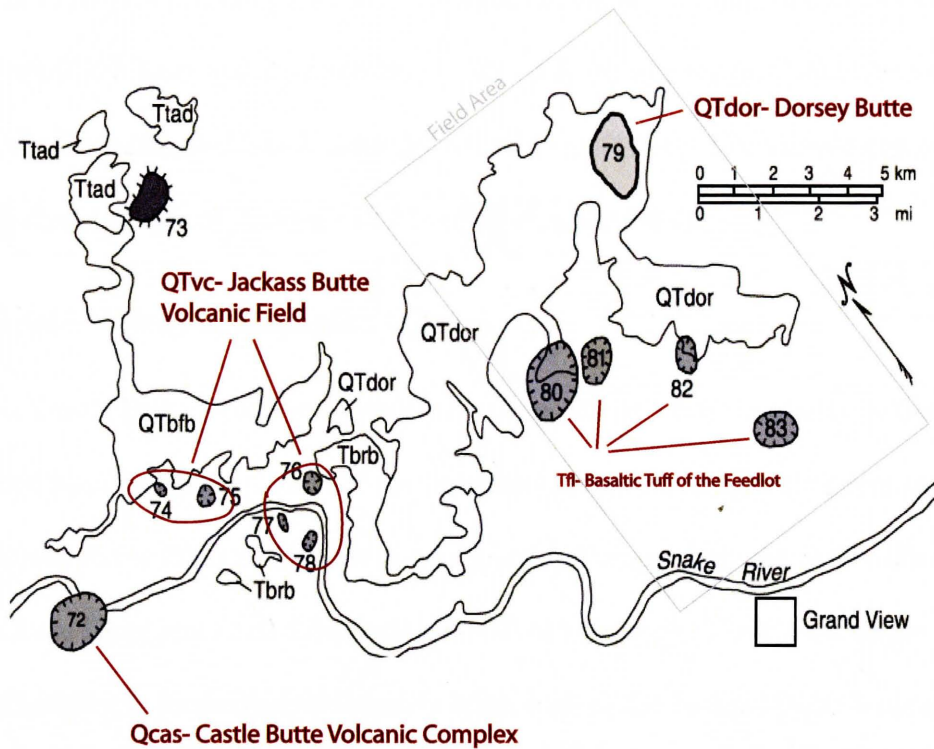 Ttad
Ttad
Ttad
73
Field Area
79
QTdor- Dorsey Butte
0 1 2 3 4 5 km
0 1 2 3 mi
N
QTvc- Jackass Butte
Volcanic Field
QTdor
QTdor
QTdor
QTbfb
Tbrb
80
81
82
83
Tfl- Basaltic Tuff of the Feedlot
74
75
76
77
78
Tbrb
72
Snake River
Grand View
Qcas- Castle Butte Volcanic Complex